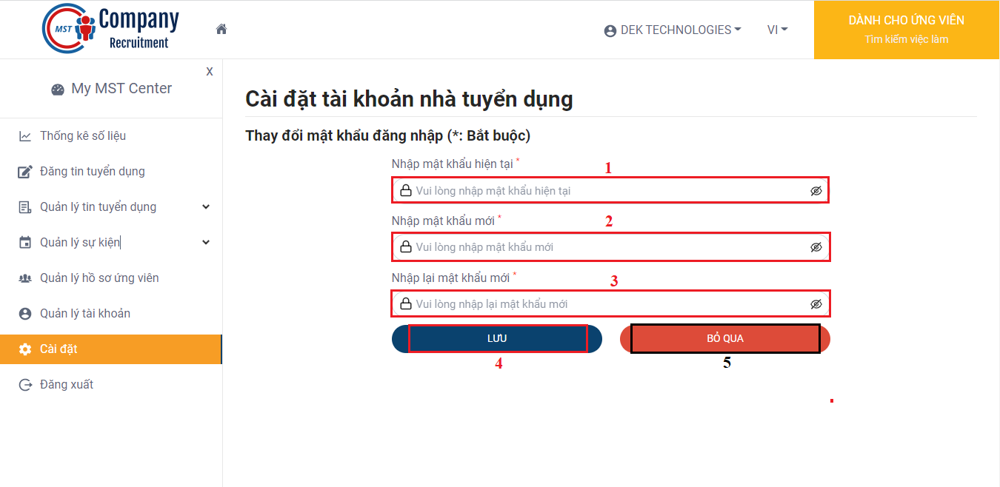 MST Company
Recruitment
DEK TECHNOLOGIES
VI
DÀNH CHO ỨNG VIÊN
Tìm kiếm việc làm
X
My MST Center
Thống kê số liệu
Đăng tin tuyển dụng
Quản lý tin tuyển dụng
Quản lý sự kiện
Quản lý hồ sơ ứng viên
Quản lý tài khoản
Cài đặt
Đăng xuất
Cài đặt tài khoản nhà tuyển dụng
Thay đổi mật khẩu đăng nhập (*: Bắt buộc)
Nhập mật khẩu hiện tại *
1
Vui lòng nhập mật khẩu hiện tại
Nhập mật khẩu mới *
2
Vui lòng nhập mật khẩu mới
Nhập lại mật khẩu mới *
3
Vui lòng nhập lại mật khẩu mới
LƯU
BỎ QUA
4
5